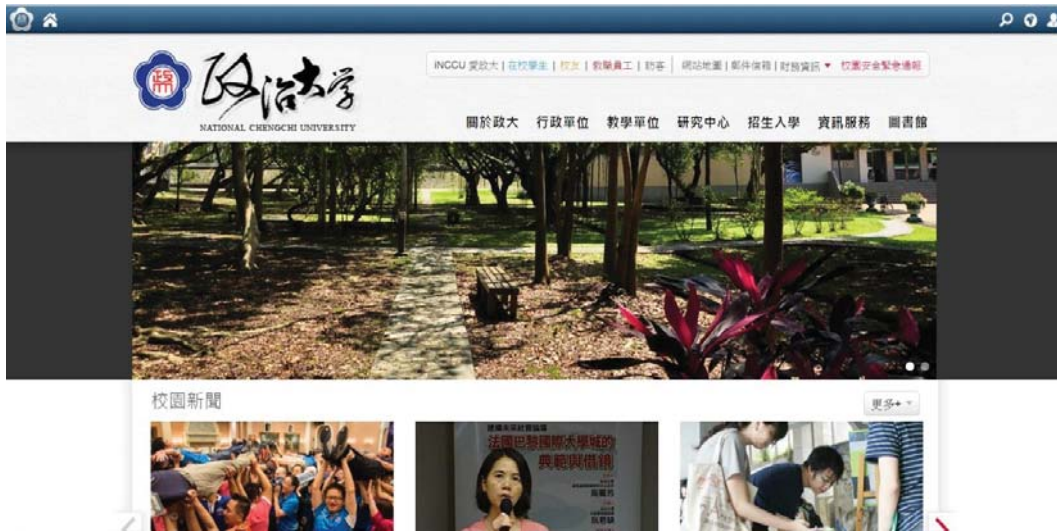 政治大學
NATIONAL CHENGCHI UNIVERSITY
iNCCU 愛政大 | 在校學生 | 校友 | 教職員工 | 訪客 | 網站地圖 | 郵件信箱 | 財務資訊 ▼ 校園安全緊急通報
關於政大 行政單位 教學單位 研究中心 招生入學 資訊服務 圖書館
校園新聞
更多+
法國巴黎國際大學城的
典範與借鏡